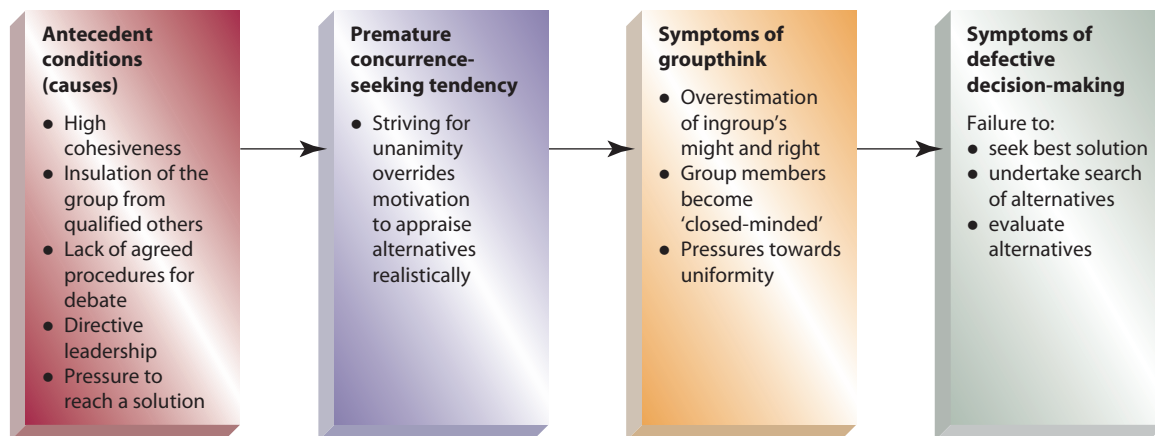 Antecedent
conditions
(causes)
• High
cohesiveness
• Insulation of the
group from
qualified others
• Lack of agreed
procedures for
debate
• Directive
leadership
• Pressure to
reach a solution
Premature
concurrence-
seeking tendency
• Striving for
unanimity
overrides
motivation
to appraise
alternatives
realistically
Symptoms of
groupthink
• Overestimation
of ingroup’s
might and right
• Group members
become
‘closed-minded’
• Pressures towards
uniformity
Symptoms of
defective
decision-making
Failure to:
• seek best solution
• undertake search
of alternatives
• evaluate
alternatives